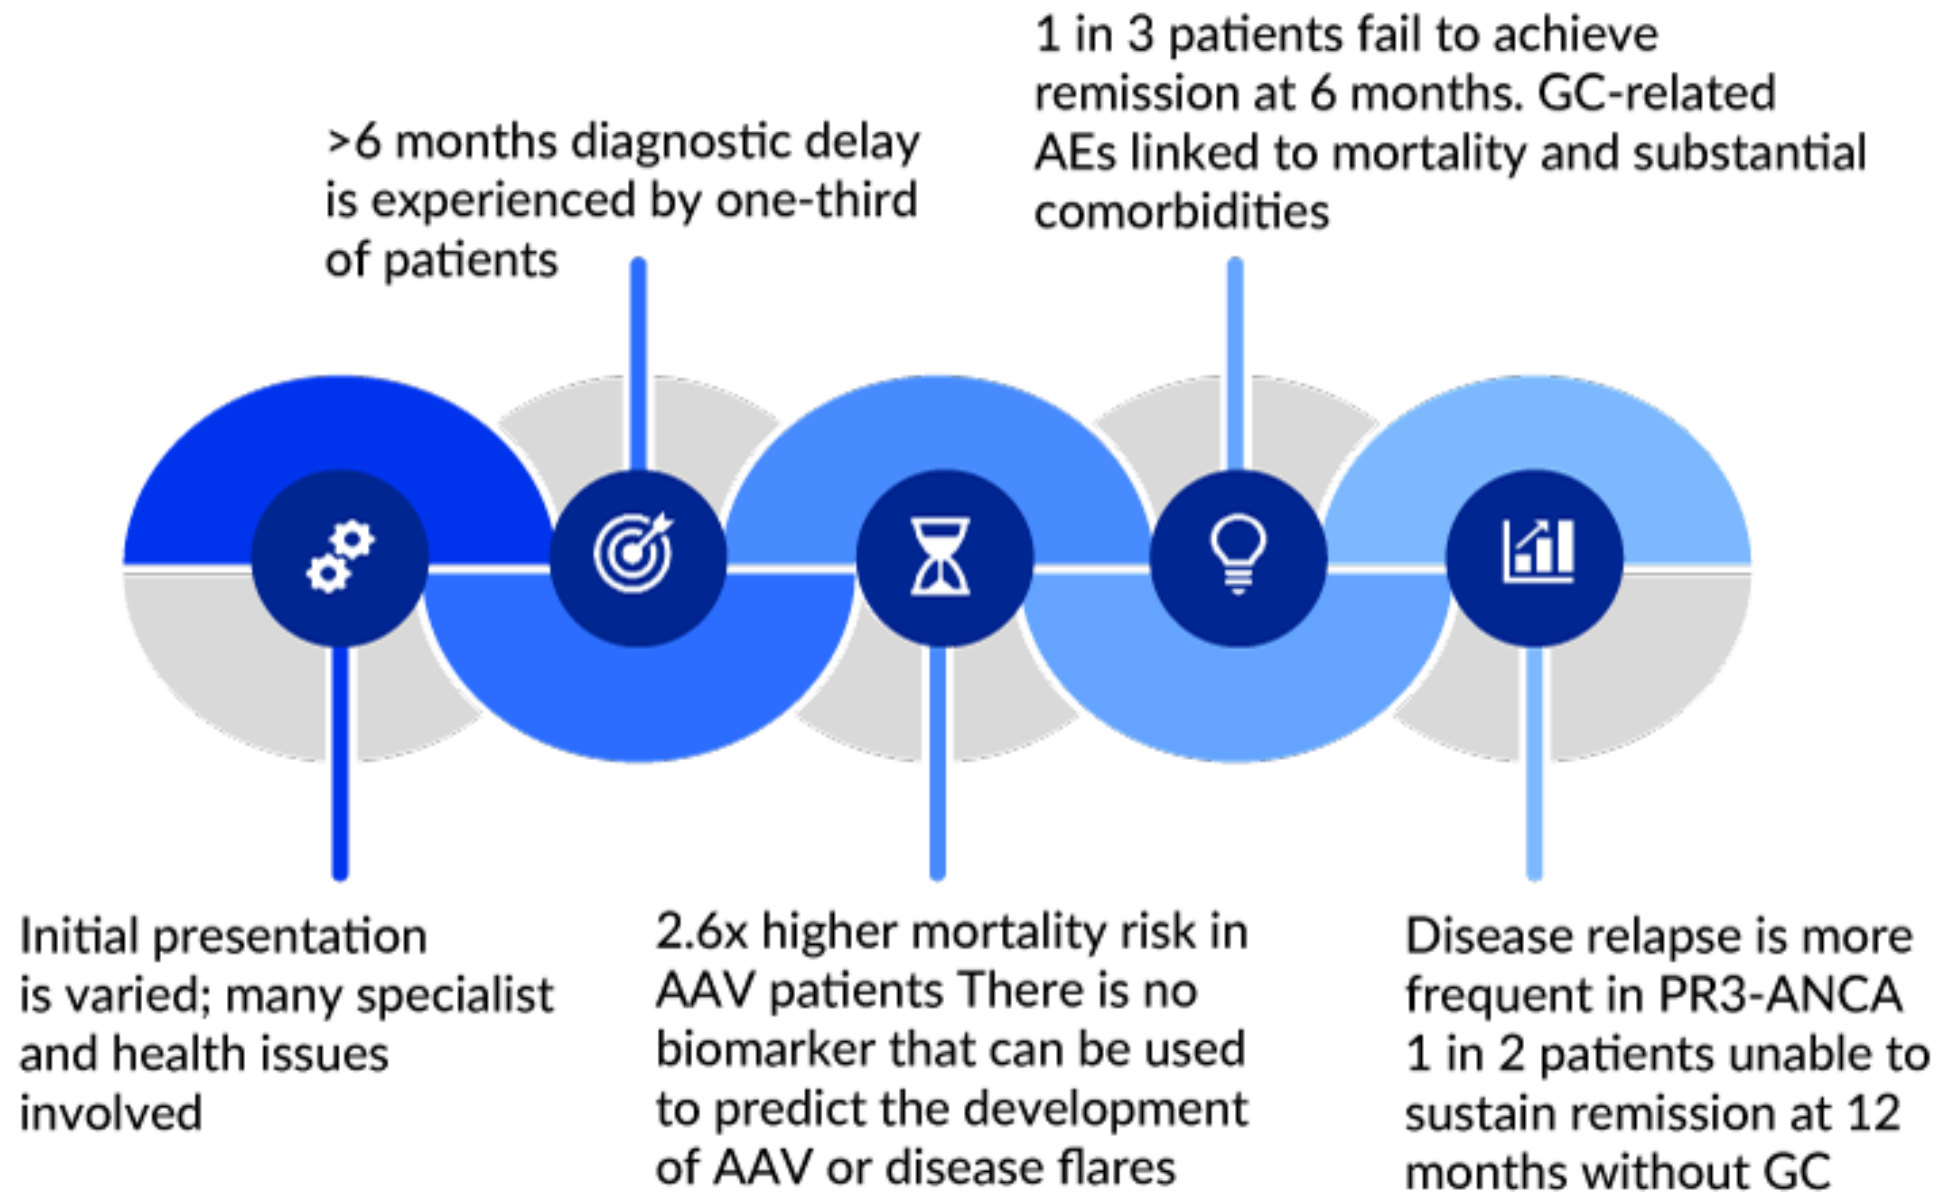 Initial presentation
is varied; many specialist
and health issues
involved
>6 months diagnostic delay
is experienced by one-third
of patients
2.6x higher mortality risk in
AAV patients There is no
biomarker that can be used
to predict the development
of AAV or disease flares
1 in 3 patients fail to achieve
remission at 6 months. GC-related
AEs linked to mortality and substantial
comorbidities
Disease relapse is more
frequent in PR3-ANCA
1 in 2 patients unable to
sustain remission at 12
months without GC